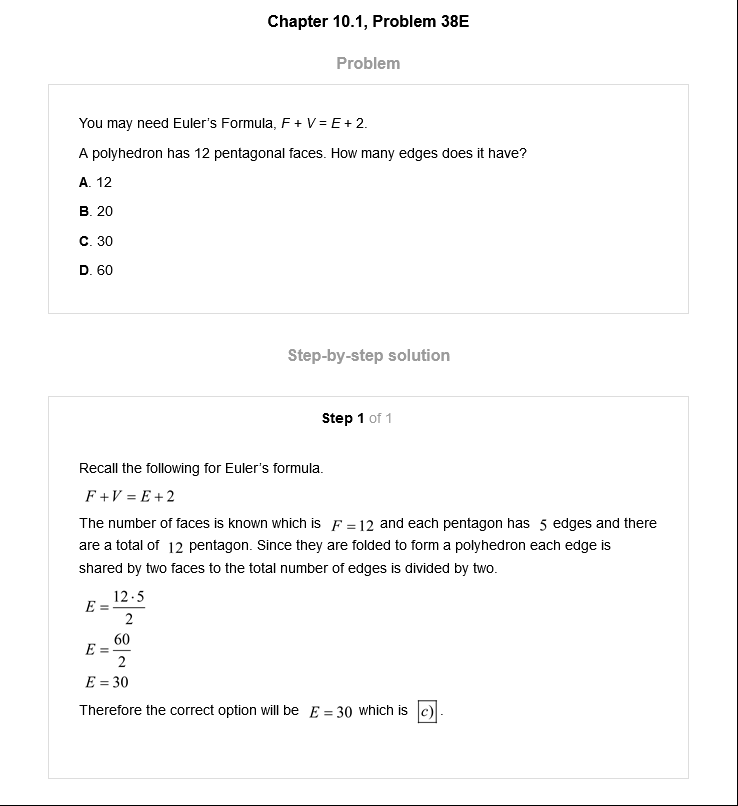 Chapter 10.1, Problem 38E
Problem
You may need Euler's Formula, F + V = E + 2.
A polyhedron has 12 pentagonal faces. How many edges does it have?
A. 12
B. 20
C. 30
D. 60
Step-by-step solution
Step 1 of 1
Recall the following for Euler's formula.
F + V = E + 2
The number of faces is known which is F = 12 and each pentagon has 5 edges and there
are a total of 12 pentagon. Since they are folded to form a polyhedron each edge is
shared by two faces to the total number of edges is divided by two.
E = 12·5/2
E = 60/2
E = 30
Therefore the correct option will be E = 30 which is c).